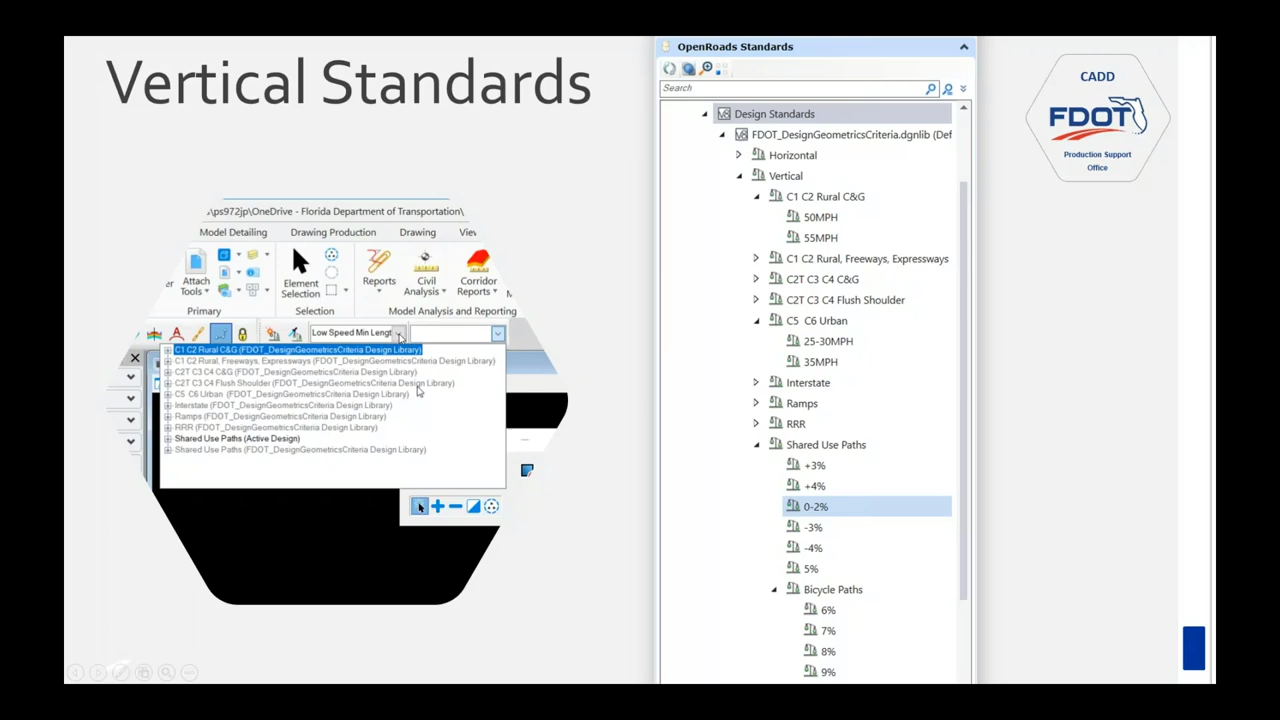 Vertical Standards
.\ps972jp\OneDrive - Florida Department of Transportation\
Model Detailing
Drawing Production
Drawing
Attach
Tools
Element
Selection
Reports
Civil
Analysis
Corridor
Reports
Primary
Selection
Model Analysis and Reporting
Low Speed Min Lengt
C1 C2 Rural C&G (FDOT_DesignGeometricsCriteria Design Library)
C1 C2 Rural, Freeways, Expressways (FDOT_DesignGeometricsCriteria Design Library)
C2T C3 C4 C&G (FDOT_DesignGeometricsCriteria Design Library)
C2T C3 C4 Flush Shoulder (FDOT_DesignGeometricsCriteria Design Library)
C5 C6 Urban (FDOT_DesignGeometricsCriteria Design Library)
Interstate (FDOT_DesignGeometricsCriteria Design Library)
Ramps (FDOT_DesignGeometricsCriteria Design Library)
RRR (FDOT_DesignGeometricsCriteria Design Library)
Shared Use Paths (Active Design)
Shared Use Paths (FDOT_DesignGeometricsCriteria Design Library)
OpenRoads Standards
Search
Design Standards
FDOT_DesignGeometricsCriteria.dgnlib (Def
Horizontal
Vertical
C1 C2 Rural C&G
50MPH
55MPH
C1 C2 Rural, Freeways, Expressways
C2T C3 C4 C&G
C2T C3 C4 Flush Shoulder
C5 C6 Urban
25-30MPH
35MPH
Interstate
Ramps
RRR
Shared Use Paths
+3%
+4%
0-2%
-3%
-4%
5%
Bicycle Paths
6%
7%
8%
9%
CADD
FDOT
Production Support
Office